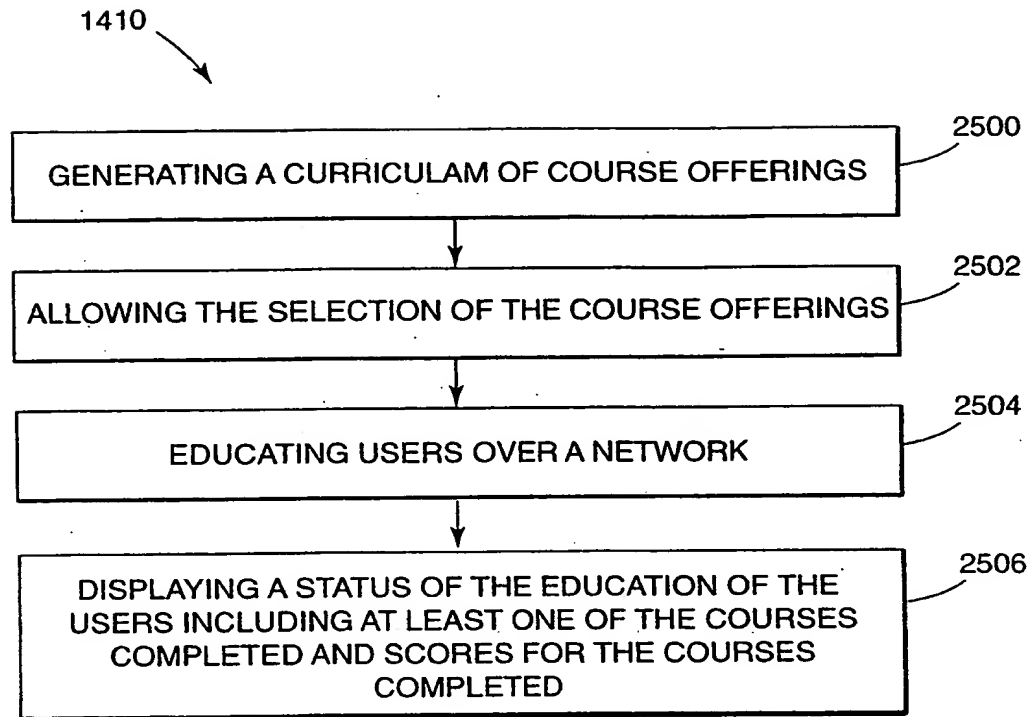 1410
2500
GENERATING A CURRICULAM OF COURSE OFFERINGS
2502
ALLOWING THE SELECTION OF THE COURSE OFFERINGS
2504
EDUCATING USERS OVER A NETWORK
2506
DISPLAYING A STATUS OF THE EDUCATION OF THE
USERS INCLUDING AT LEAST ONE OF THE COURSES
COMPLETED AND SCORES FOR THE COURSES
COMPLETED